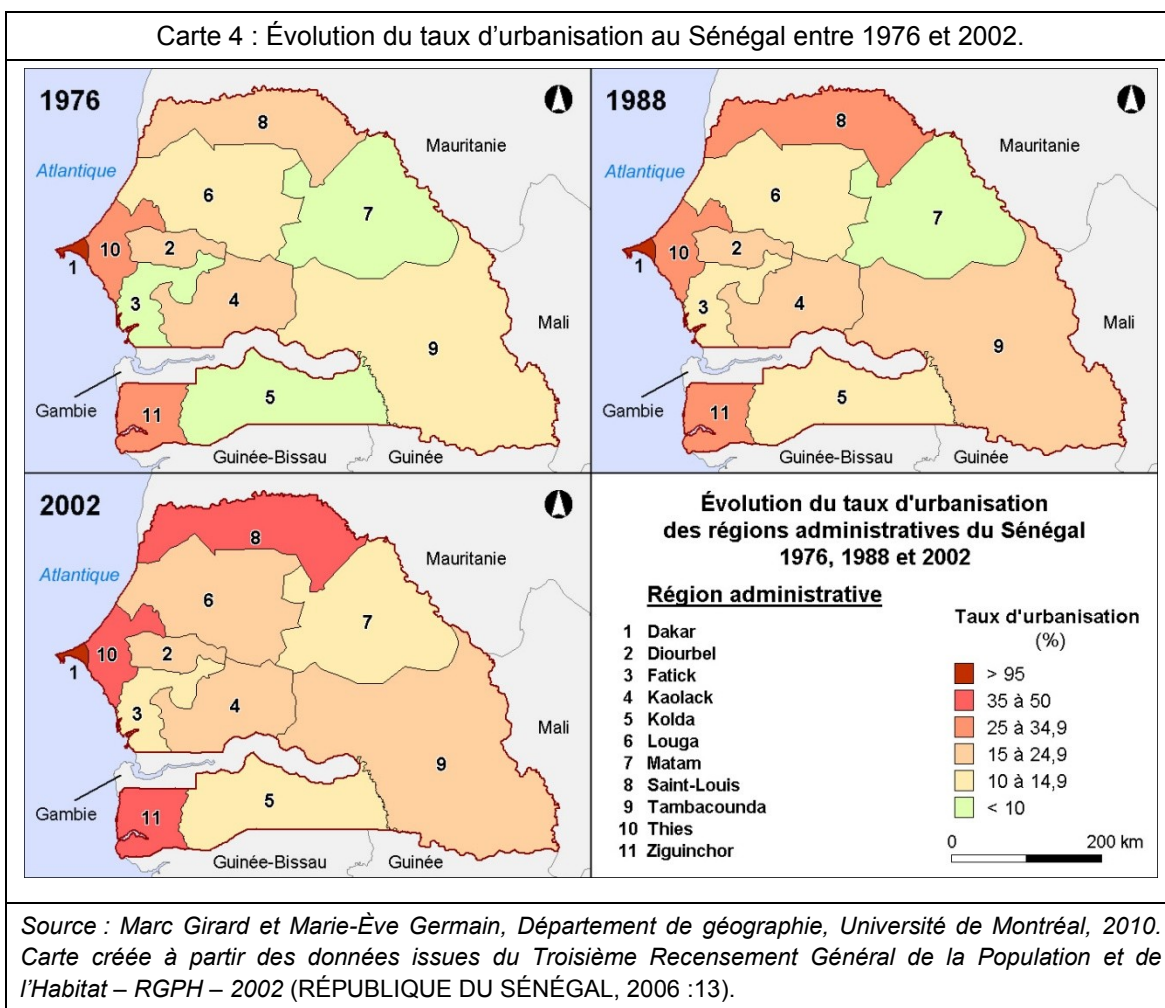 Carte 4 : Évolution du taux d’urbanisation au Sénégal entre 1976 et 2002.
1976
8
Mauritanie
Atlantique
6
7
10
2
1
3
4
9
Mali
Gambie
11
5
Guinée-Bissau
Guinée
1988
8
Mauritanie
Atlantique
6
7
10
2
1
3
4
9
Mali
Gambie
11
5
Guinée-Bissau
Guinée
2002
8
Mauritanie
Atlantique
6
7
10
2
1
3
4
9
Mali
Gambie
11
5
Guinée-Bissau
Guinée
Évolution du taux d'urbanisation
des régions administratives du Sénégal
1976, 1988 et 2002
Région administrative
1 Dakar
2 Diourbel
3 Fatick
4 Kaolack
5 Kolda
6 Louga
7 Matam
8 Saint-Louis
9 Tambacounda
10 Thies
11 Ziguinchor
Taux d'urbanisation
(%)
> 95
35 à 50
25 à 34,9
15 à 24,9
10 à 14,9
< 10
0 200 km
Source : Marc Girard et Marie-Ève Germain, Département de géographie, Université de Montréal, 2010.
Carte créée à partir des données issues du Troisième Recensement Général de la Population et de
l’Habitat – RGPH – 2002 (RÉPUBLIQUE DU SÉNÉGAL, 2006 :13).